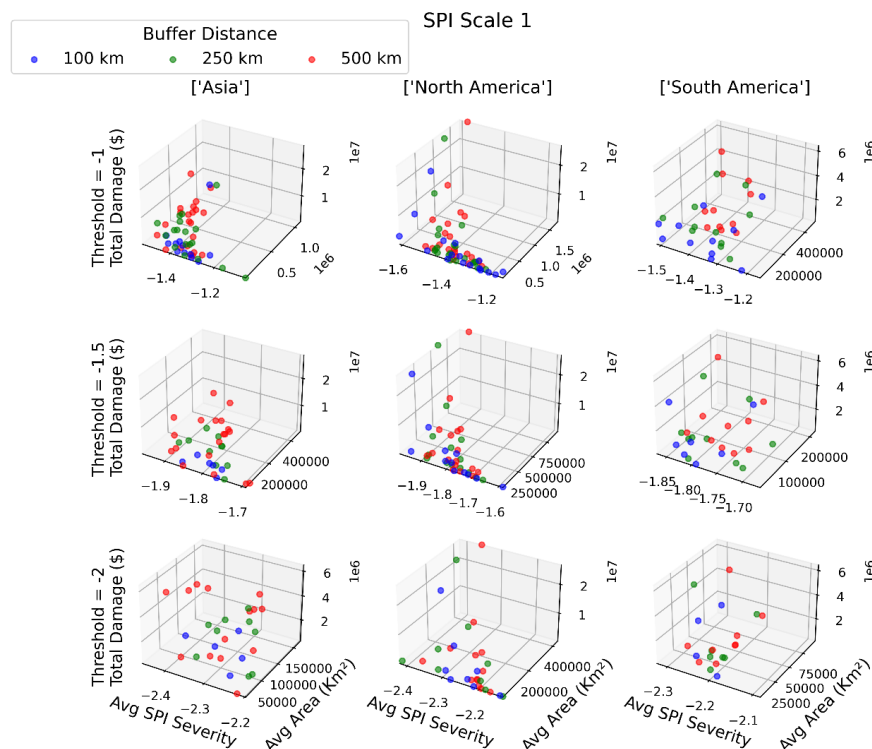 SPI Scale 1
Buffer Distance
100 km 250 km 500 km
['Asia'] ['North America'] ['South America']
Threshold = -1
Total Damage ($)
−1.4 −1.2 0.5 1.0 1e6 1 2 1e7
−1.6 −1.4 −1.2 0.5 1.0 1.5 1e6 1 2 1e7
−1.5 −1.4 −1.3 −1.2 200000 400000 2 4 6 1e6
Threshold = -1.5
Total Damage ($)
−1.9 −1.8 −1.7 200000 400000 1 2 1e7
−1.9 −1.8 −1.7 −1.6 250000 500000 750000 1 2 1e7
−1.85 −1.80 −1.75 −1.70 100000 200000 2 4 6 1e6
Threshold = -2
Total Damage ($)
−2.4 −2.3 −2.2 50000 100000 150000 2 4 6 1e6
Avg SPI Severity Avg Area (Km²)
−2.4 −2.3 −2.2 200000 400000 1 2 1e7
Avg SPI Severity Avg Area (Km²)
−2.3 −2.2 −2.1 25000 50000 75000 2 4 6 1e6
Avg SPI Severity Avg Area (Km²)